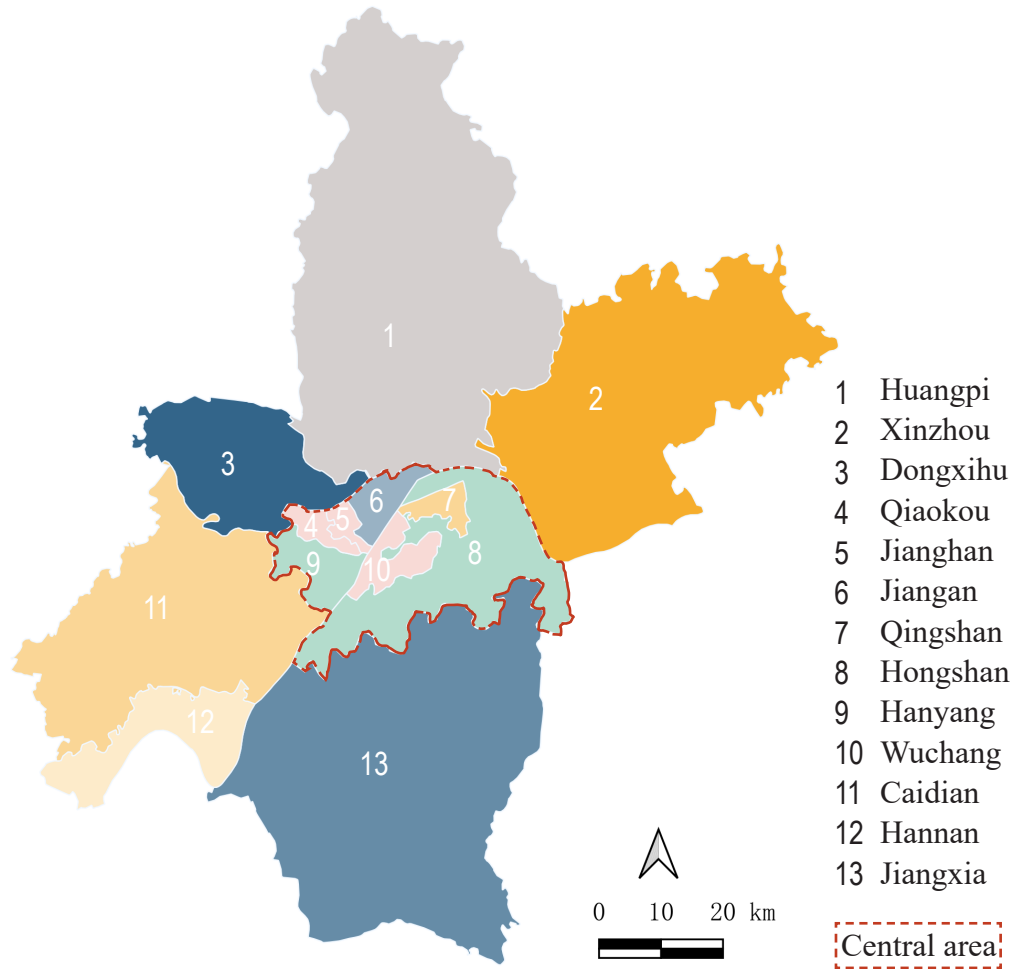 1
2
3
6
7
4
5
8
9
10
11
12
13
1 Huangpi
2 Xinzhou
3 Dongxihu
4 Qiaokou
5 Jianghan
6 Jiangan
7 Qingshan
8 Hongshan
9 Hanyang
10 Wuchang
11 Caidian
12 Hannan
13 Jiangxia
0 10 20 km
Central area